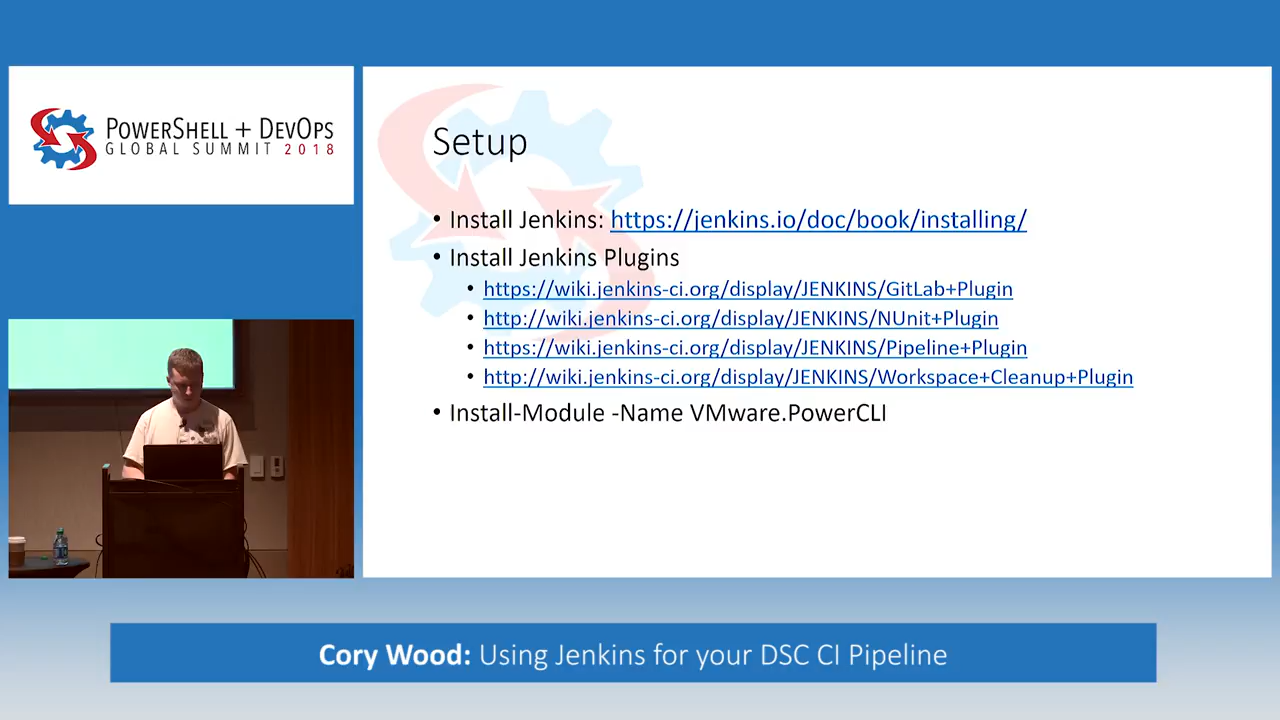 POWERSHELL + DEVOPS
GLOBAL SUMMIT 2018
Setup
• Install Jenkins: https://jenkins.io/doc/book/installing/
• Install Jenkins Plugins
• https://wiki.jenkins-ci.org/display/JENKINS/GitLab+Plugin
• http://wiki.jenkins-ci.org/display/JENKINS/NUnit+Plugin
• https://wiki.jenkins-ci.org/display/JENKINS/Pipeline+Plugin
• http://wiki.jenkins-ci.org/display/JENKINS/Workspace+Cleanup+Plugin
• Install-Module -Name VMware.PowerCLI
Cory Wood: Using Jenkins for your DSC CI Pipeline